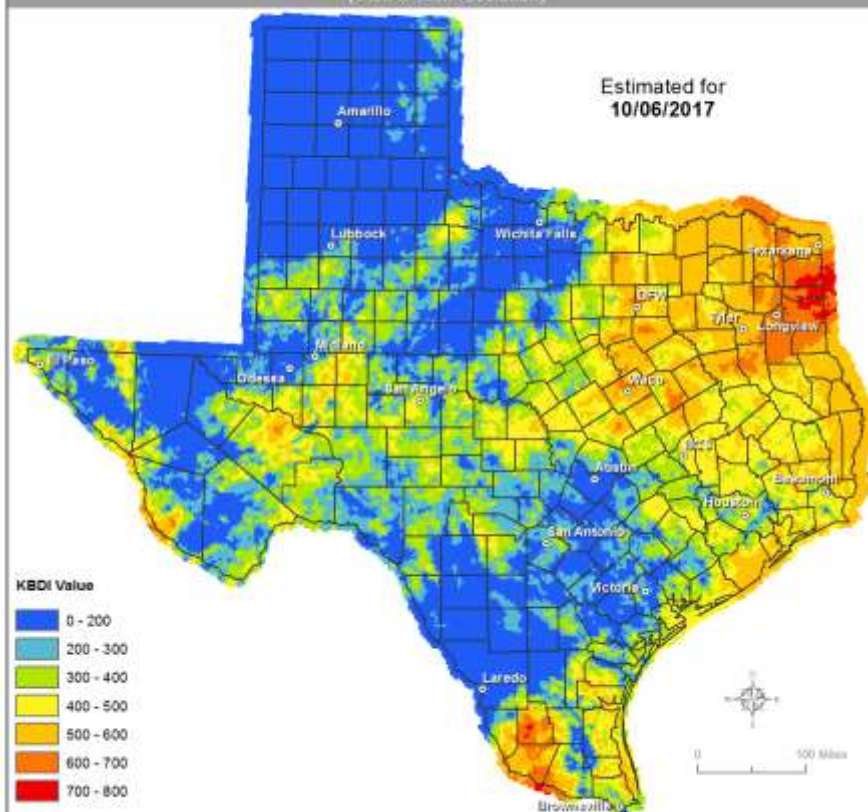 Estimated for
10/06/2017
Amarillo
Lubbock
Wichita Falls
Texarkana
DFW
Tyler
Longview
Midland
Odessa
El Paso
San Angelo
Waco
BCS
Austin
Beaumont
Houston
San Antonio
Victoria
Laredo
Brownsville
KBDI Value
0 - 200
200 - 300
300 - 400
400 - 500
500 - 600
600 - 700
700 - 800
0 100 Miles